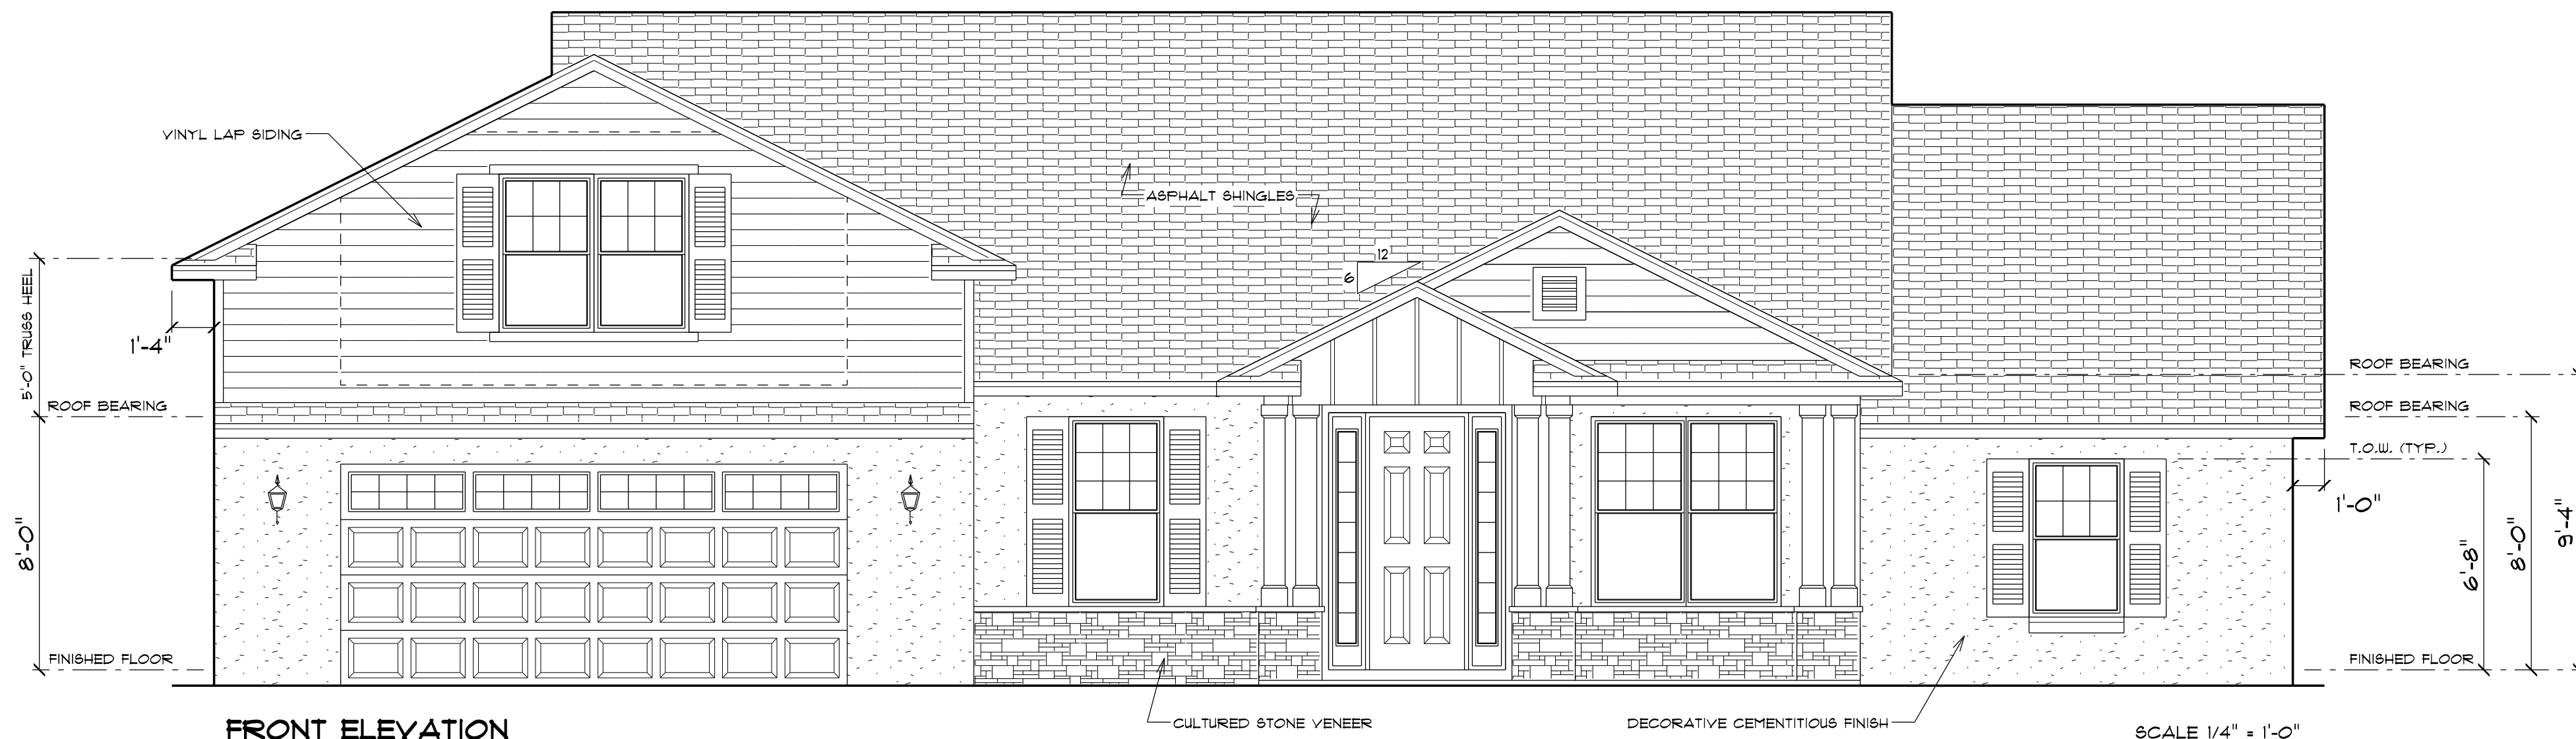 VINYL LAP SIDING
ASPHALT SHINGLES
12
6
5'-0" TRUSS HEEL
1'-4"
ROOF BEARING
8'-0"
FINISHED FLOOR
ROOF BEARING
ROOF BEARING
T.O.W. (TYP.)
1'-0"
6'-8"
8'-0"
9'-4"
FINISHED FLOOR
CULTURED STONE VENEER
DECORATIVE CEMENTITIOUS FINISH
FRONT ELEVATION
SCALE 1/4" = 1'-0"